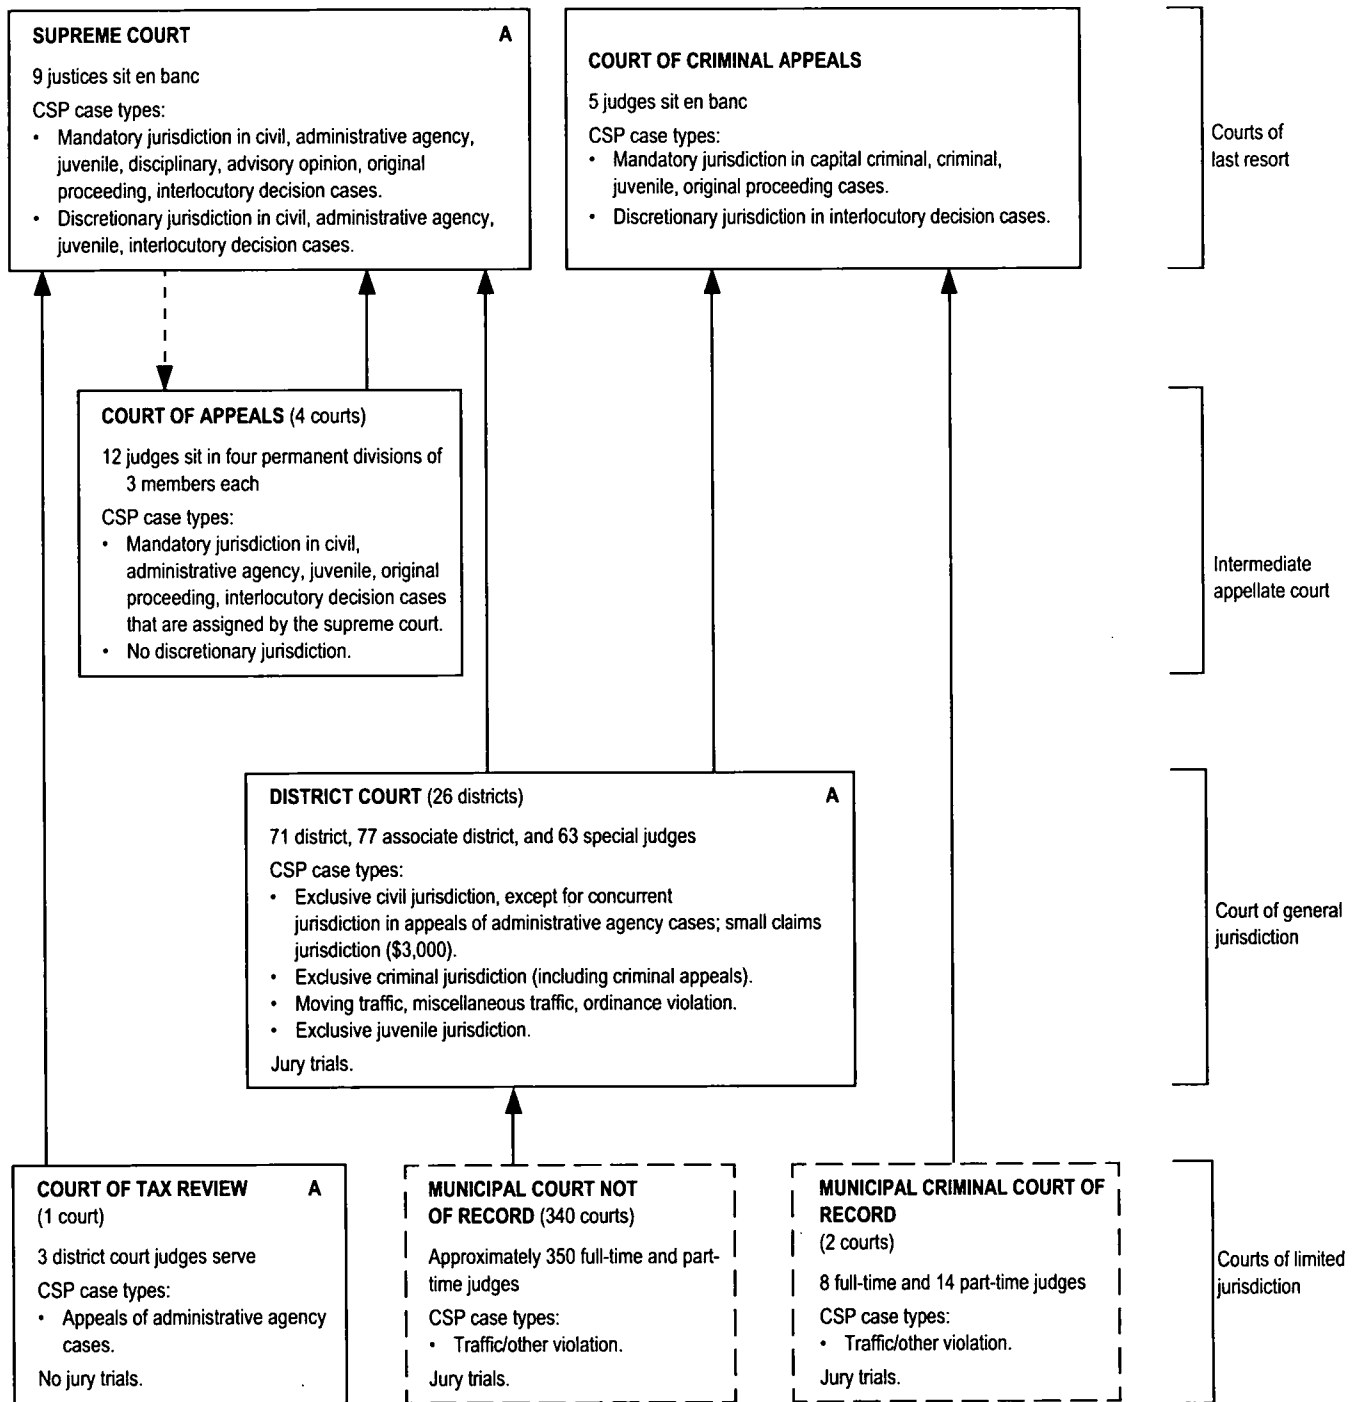 SUPREME COURT A
9 justices sit en banc
CSP case types:
• Mandatory jurisdiction in civil, administrative agency,
juvenile, disciplinary, advisory opinion, original
proceeding, interlocutory decision cases.
• Discretionary jurisdiction in civil, administrative agency,
juvenile, interlocutory decision cases.
COURT OF CRIMINAL APPEALS
5 judges sit en banc
CSP case types:
• Mandatory jurisdiction in capital criminal, criminal,
juvenile, original proceeding cases.
• Discretionary jurisdiction in interlocutory decision cases.
Courts of
last resort
COURT OF APPEALS (4 courts)
12 judges sit in four permanent divisions of
3 members each
CSP case types:
• Mandatory jurisdiction in civil,
administrative agency, juvenile, original
proceeding, interlocutory decision cases
that are assigned by the supreme court.
• No discretionary jurisdiction.
Intermediate
appellate court
DISTRICT COURT (26 districts) A
71 district, 77 associate district, and 63 special judges
CSP case types:
• Exclusive civil jurisdiction, except for concurrent
jurisdiction in appeals of administrative agency cases; small claims
jurisdiction ($3,000).
• Exclusive criminal jurisdiction (including criminal appeals).
• Moving traffic, miscellaneous traffic, ordinance violation.
• Exclusive juvenile jurisdiction.
Jury trials.
Court of general
jurisdiction
COURT OF TAX REVIEW A
(1 court)
3 district court judges serve
CSP case types:
• Appeals of administrative agency
cases.
No jury trials.
MUNICIPAL COURT NOT
OF RECORD (340 courts)
Approximately 350 full-time and part-
time judges
CSP case types:
• Traffic/other violation.
Jury trials.
MUNICIPAL CRIMINAL COURT OF
RECORD
(2 courts)
8 full-time and 14 part-time judges
CSP case types:
• Traffic/other violation.
Jury trials.
Courts of limited
jurisdiction